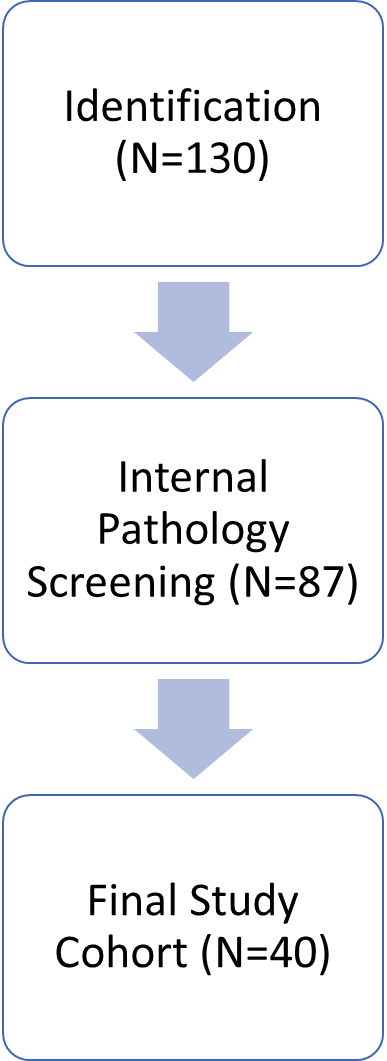 Identification
(N=130)
Internal
Pathology
Screening (N=87)
Final Study
Cohort (N=40)